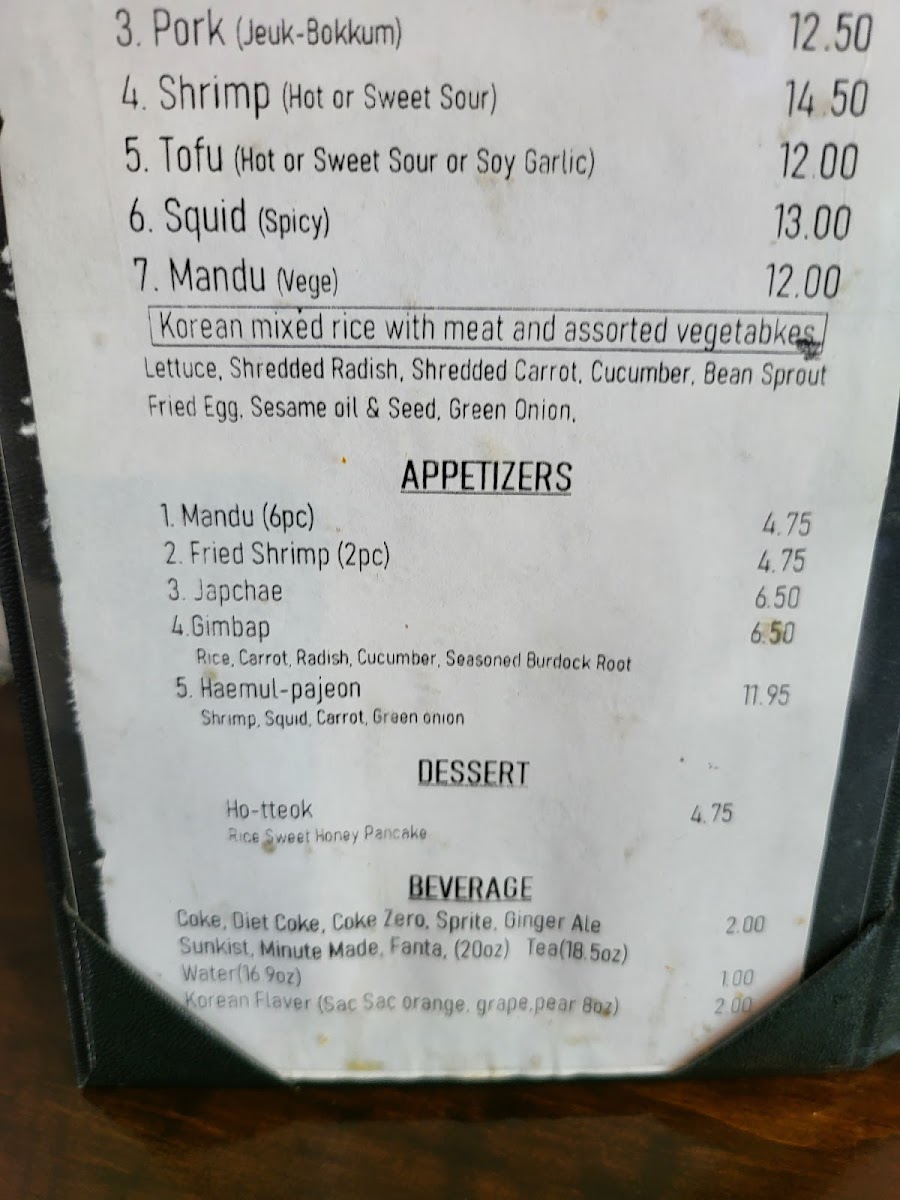 3. Pork (Jeuk-Bokkum) 12.50
4. Shrimp (Hot or Sweet Sour) 14.50
5. Tofu (Hot or Sweet Sour or Soy Garlic) 12.00
6. Squid (Spicy) 13.00
7. Mandu (Vege) 12.00
Korean mixed rice with meat and assorted vegetabkes
Lettuce, Shredded Radish, Shredded Carrot, Cucumber, Bean Sprout
Fried Egg, Sesame oil & Seed, Green Onion,
APPETIZERS
1. Mandu (6pc) 4.75
2. Fried Shrimp (2pc) 4.75
3. Japchae 6.50
4.Gimbap 6.50
Rice, Carrot, Radish, Cucumber, Seasoned Burdock Root
5. Haemul-pajeon 11.95
Shrimp, Squid, Carrot, Green onion
DESSERT
Ho-tteok 4.75
Rice Sweet Honey Pancake
BEVERAGE
Coke, Diet Coke, Coke Zero, Sprite, Ginger Ale 2.00
Sunkist, Minute Made, Fanta, (20oz) Tea(18.5oz)
Water(16.9oz) 1.00
Korean Flaver (Sac Sac orange, grape,pear 8oz) 2.00